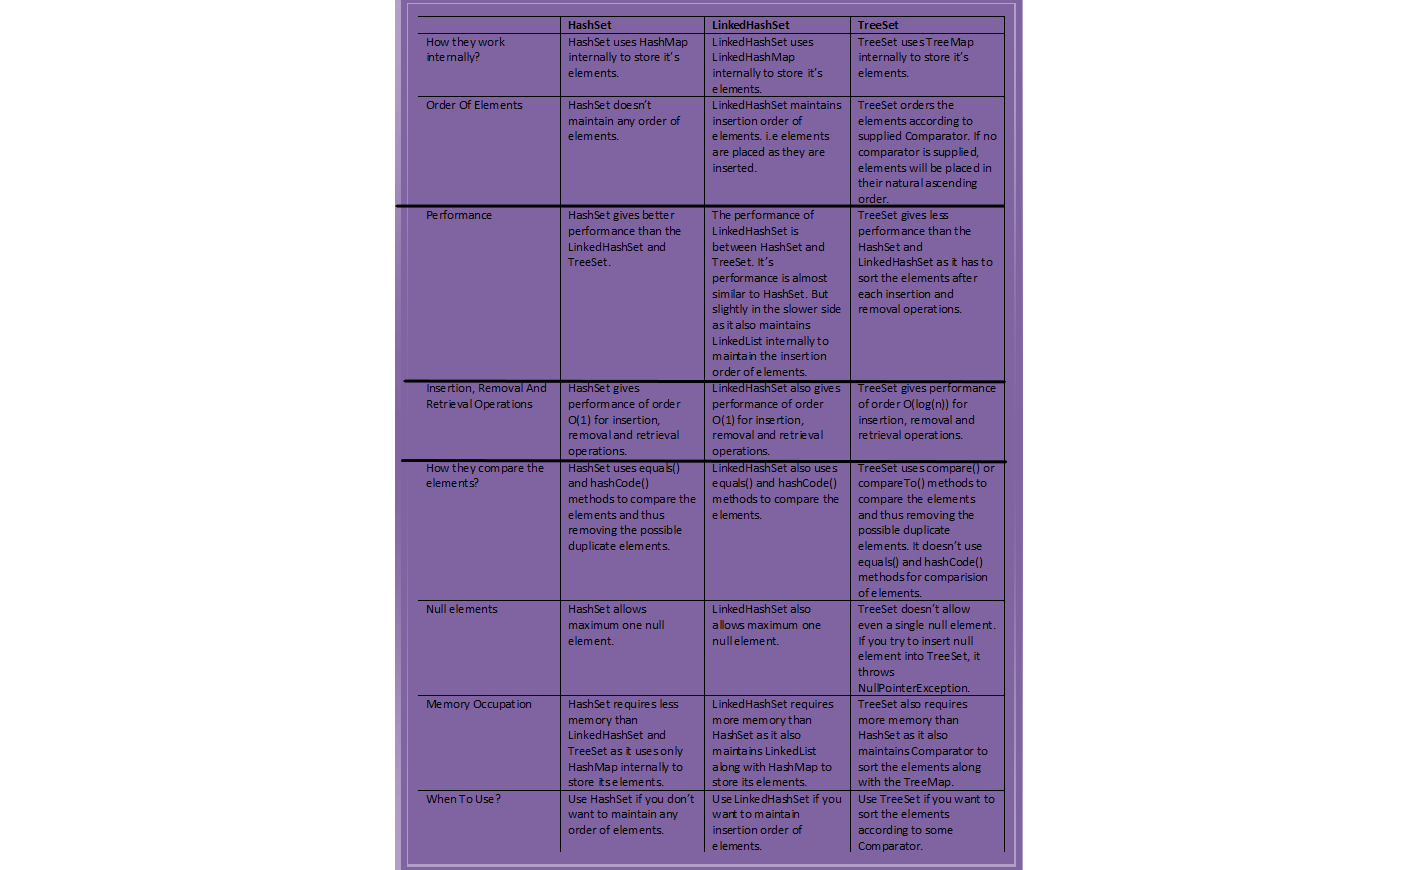 HashSet LinkedHashSet TreeSet
How they work internally?
HashSet uses HashMap
internally to store it's
elements.
LinkedHashSet uses
LinkedHashMap
internally to store it's
elements.
TreeSet uses TreeMap
internally to store it's
elements.
Order Of Elements
HashSet doesn't
maintain any order of
elements.
LinkedHashSet maintains
insertion order of
elements. i.e elements
are placed as they are
inserted.
TreeSet orders the
elements according to
supplied Comparator. If no
comparator is supplied,
elements will be placed in
their natural ascending
order.
Performance
HashSet gives better
performance than the
LinkedHashSet and
TreeSet.
The performance of
LinkedHashSet is
between HashSet and
TreeSet. It's
performance is almost
similar to HashSet. But
slightly in the slower side
as it also maintains
LinkedList internally to
maintain the insertion
order of elements.
TreeSet gives less
performance than the
HashSet and
LinkedHashSet as it has to
sort the elements after
each insertion and
removal operations.
Insertion, Removal And
Retrieval Operations
HashSet gives
performance of order
O(1) for insertion,
removal and retrieval
operations.
LinkedHashSet also gives
performance of order
O(1) for insertion,
removal and retrieval
operations.
TreeSet gives performance
of order O(log(n)) for
insertion, removal and
retrieval operations.
How they compare the
elements?
HashSet uses equals()
and hashCode()
methods to compare the
elements and thus
removing the possible
duplicate elements.
LinkedHashSet also uses
equals() and hashCode()
methods to compare the
elements.
TreeSet uses compare() or
compareTo() methods to
compare the elements
and thus removing the
possible duplicate
elements. It doesn't use
equals() and hashCode()
methods for comparision
of elements.
Null elements
HashSet allows
maximum one null
element.
LinkedHashSet also
allows maximum one
null element.
TreeSet doesn't allow
even a single null element.
If you try to insert null
element into TreeSet, it
throws
NullPointerException.
Memory Occupation
HashSet requires less
memory than
LinkedHashSet and
TreeSet as it uses only
HashMap internally to
store its elements.
LinkedHashSet requires
more memory than
HashSet as it also
maintains LinkedList
along with HashMap to
store its elements.
TreeSet also requires
more memory than
HashSet as it also
maintains Comparator to
sort the elements along
with the TreeMap.
When To Use?
Use HashSet if you don't
want to maintain any
order of elements.
Use LinkedHashSet if you
want to maintain
insertion order of
elements.
Use TreeSet if you want to
sort the elements
according to some
Comparator.